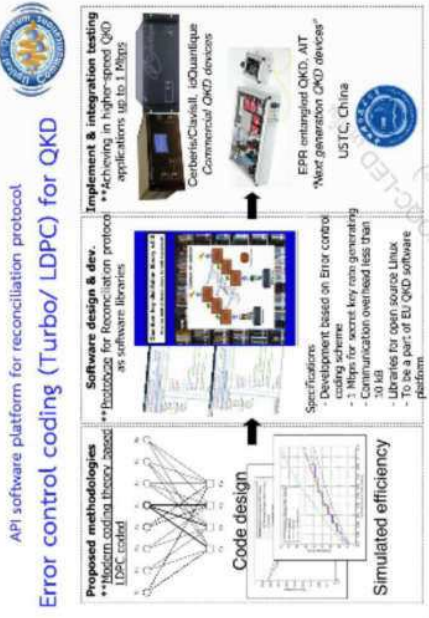 API software platform for reconciliation protocol
Error control coding (Turbo/ LDPC) for QKD
Proposed methodologies
**Modern coding theory based
LDPC coded
Code design
Simulated efficiency
Software design & dev.
**Prototype for Reconciliation protocol
as software libraries
Specifications
- Development based on Error control
coding scheme
- 1 Mbps for secret key rate generating
- Communication overhead less than
10 kB
- Libraries for open source Linux
- To be a part of EU QKD software
platform
Implement & integration testing
**Achieving in higher-speed QKD
applications up to 1 Mbps
Cerberis/ClavisII, idQuantique
Commercial QKD devices
EPR entangled QKD, AIT
"Next generation QKD devices"
USTC, China